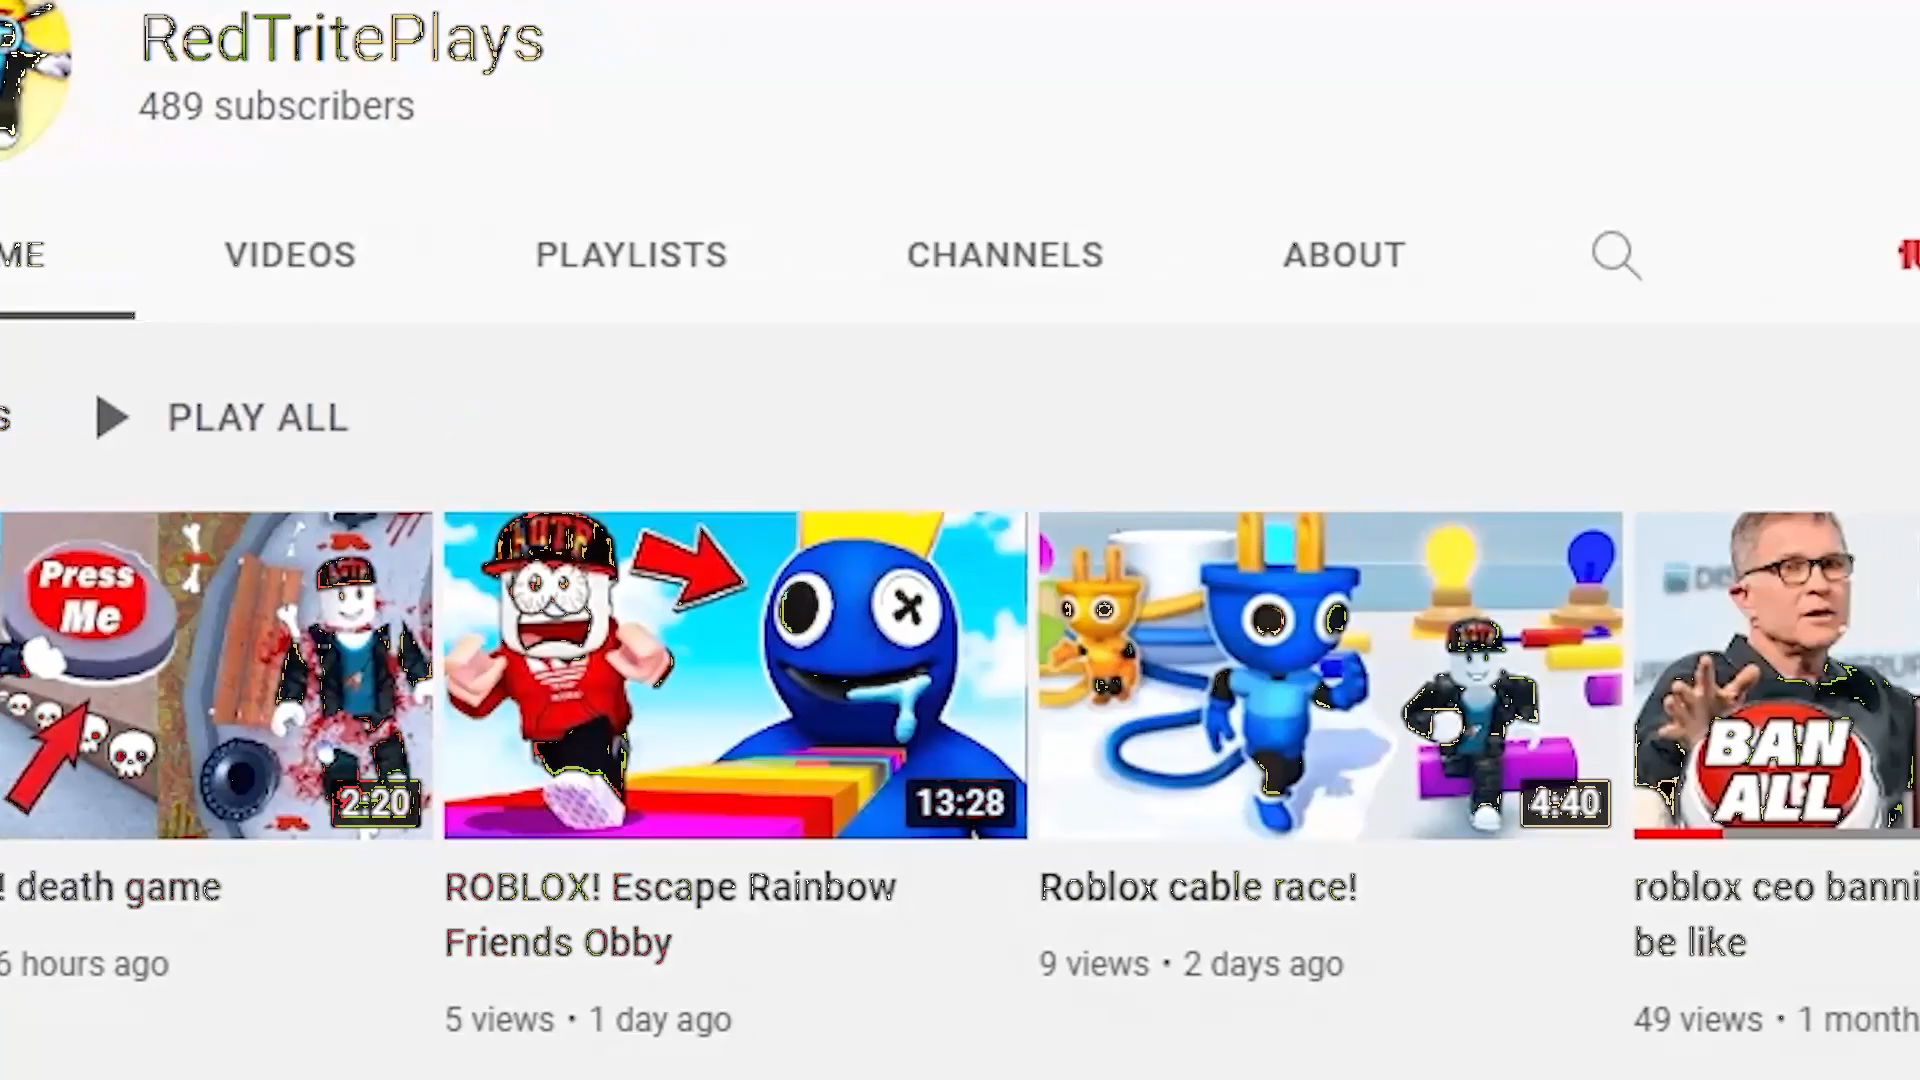 RedTritePlays
489 subscribers
ME
VIDEOS
PLAYLISTS
CHANNELS
ABOUT
s
PLAY ALL
Press
Me
2:20
13:28
4:40
BAN
ALL
! death game
6 hours ago
ROBLOX! Escape Rainbow
Friends Obby
5 views • 1 day ago
Roblox cable race!
9 views • 2 days ago
roblox ceo banni
be like
49 views • 1 month